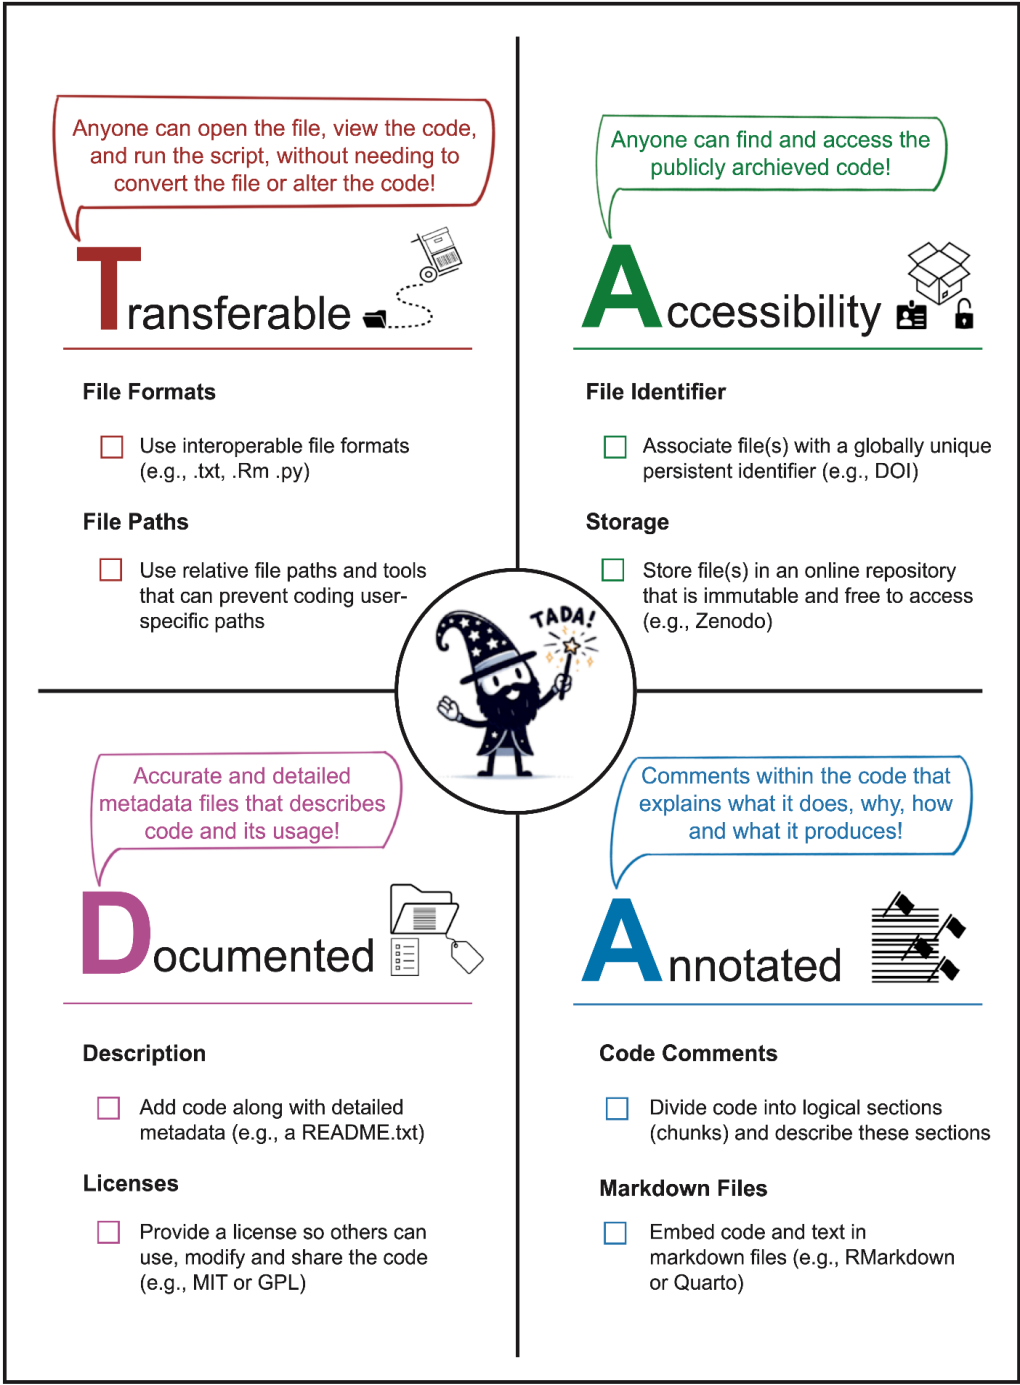 Anyone can open the file, view the code,
and run the script, without needing to
convert the file or alter the code!
Transferable
File Formats
Use interoperable file formats
(e.g., .txt, .Rm .py)
File Paths
Use relative file paths and tools
that can prevent coding user-
specific paths
Anyone can find and access the
publicly archieved code!
Accessibility
File Identifier
Associate file(s) with a globally unique
persistent identifier (e.g., DOI)
Storage
Store file(s) in an online repository
that is immutable and free to access
(e.g., Zenodo)
TADA!
Accurate and detailed
metadata files that describes
code and its usage!
Documented
Description
Add code along with detailed
metadata (e.g., a README.txt)
Licenses
Provide a license so others can
use, modify and share the code
(e.g., MIT or GPL)
Comments within the code that
explains what it does, why, how
and what it produces!
Annotated
Code Comments
Divide code into logical sections
(chunks) and describe these sections
Markdown Files
Embed code and text in
markdown files (e.g., RMarkdown
or Quarto)